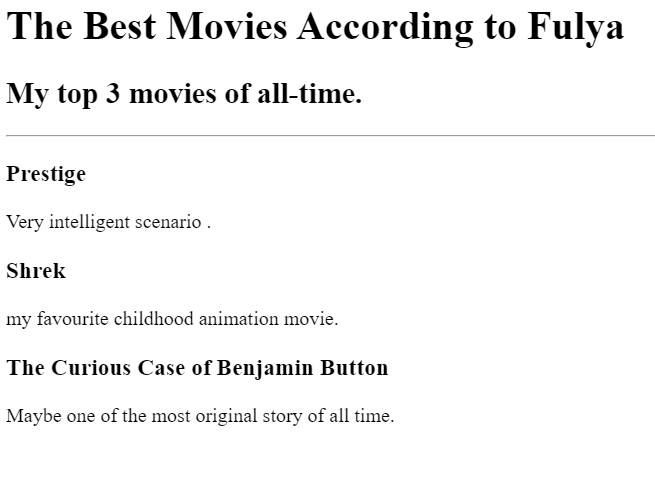 The Best Movies According to Fulya
My top 3 movies of all-time.
Prestige
Very intelligent scenario .
Shrek
my favourite childhood animation movie.
The Curious Case of Benjamin Button
Maybe one of the most original story of all time.